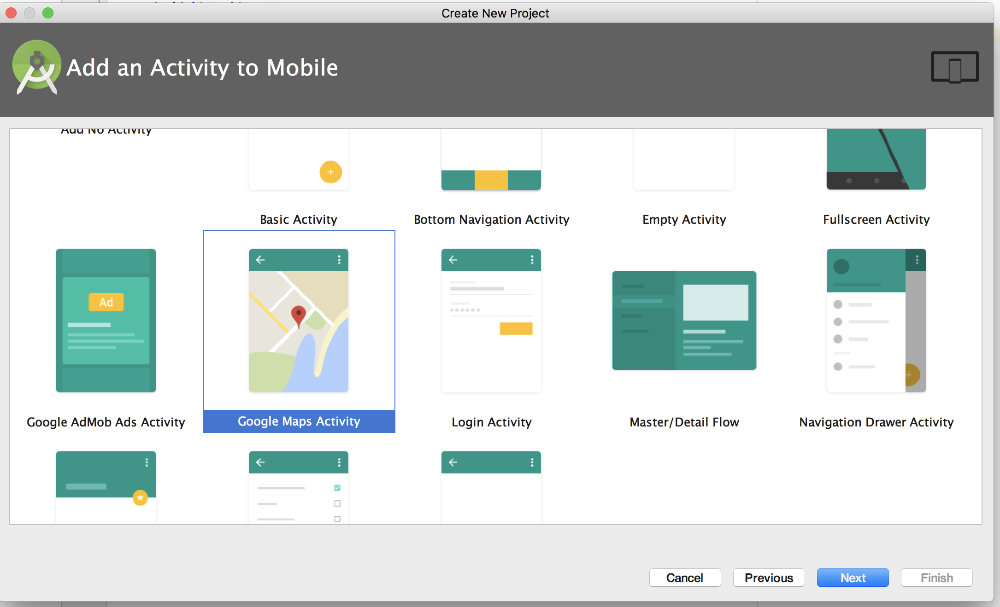 Create New Project
Add an Activity to Mobile
Add No Activity
Basic Activity
Bottom Navigation Activity
Empty Activity
Fullscreen Activity
Ad
Google AdMob Ads Activity
Google Maps Activity
Login Activity
Master/Detail Flow
Navigation Drawer Activity
Cancel
Previous
Next
Finish